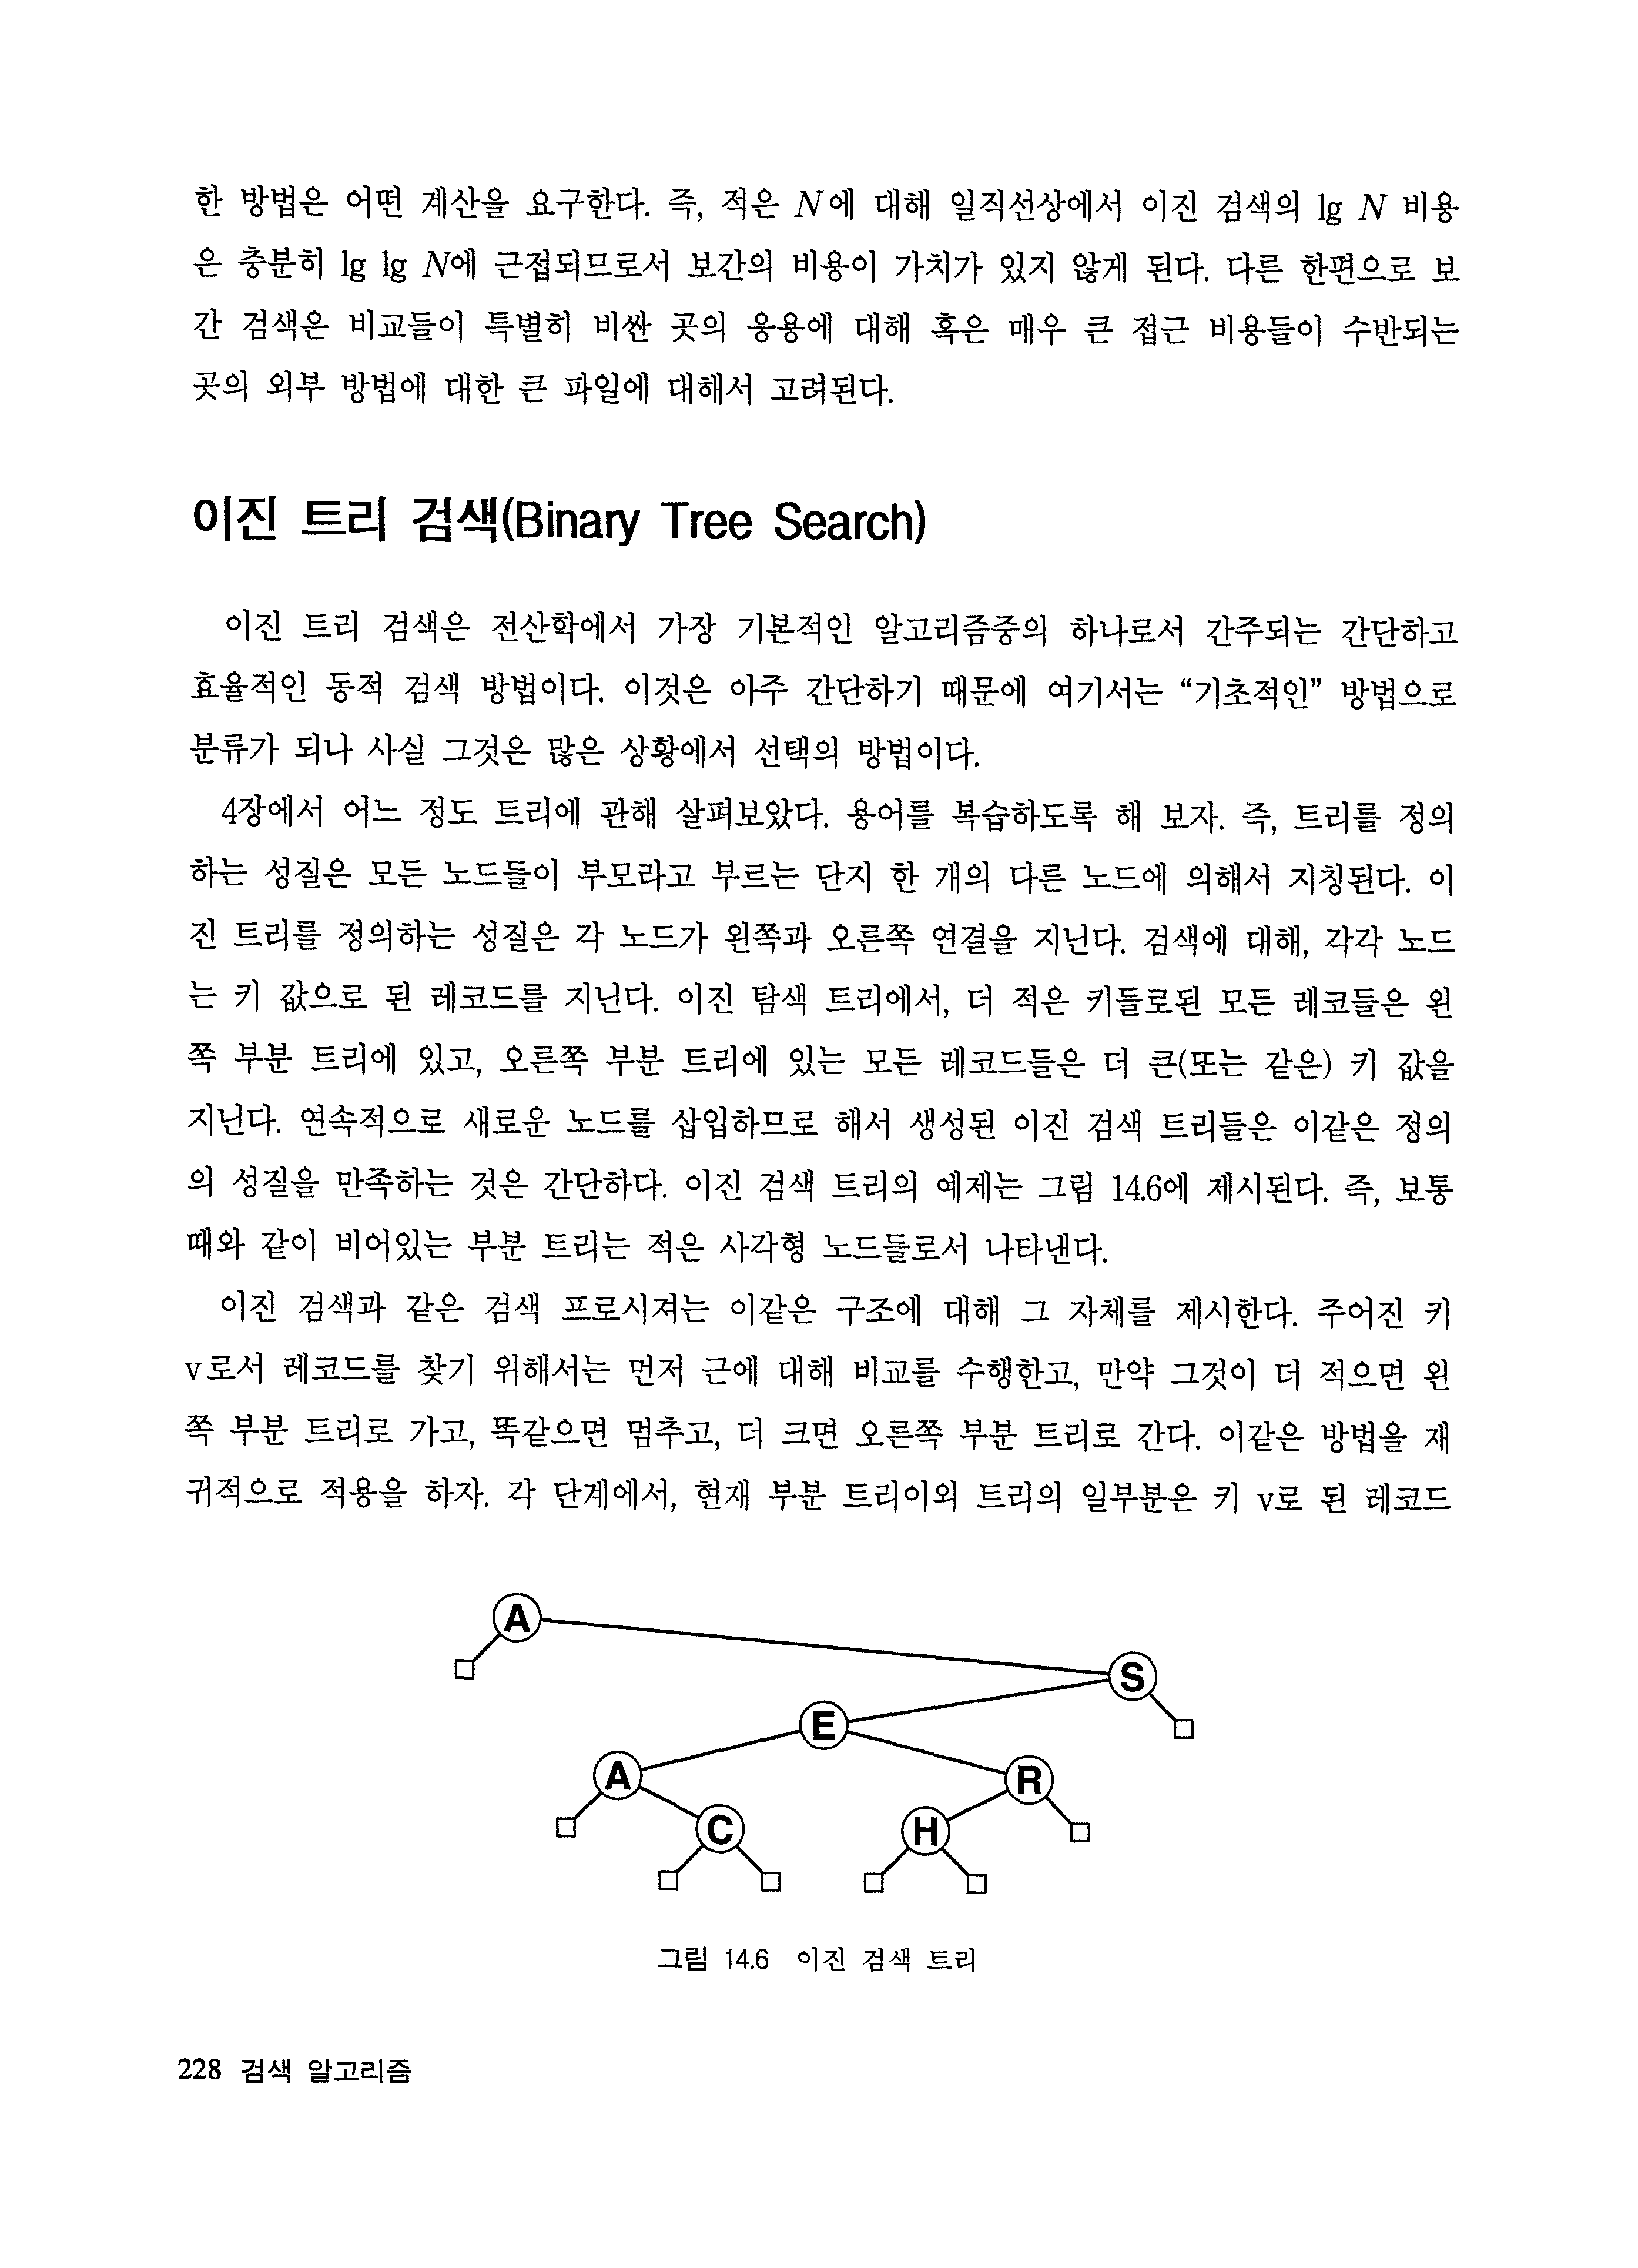 한 방법은 어떤 계산을 요구한다. 즉, 적은 N에 대해 일직선상에서 이진 검색의 lg N 비용
은 충분히 lg lg N에 근접되므로서 보간의 비용이 가치가 있지 않게 된다. 다른 한편으로 보
간 검색은 비교들이 특별히 비싼 곳의 응용에 대해 혹은 매우 큰 접근 비용들이 수반되는
곳의 외부 방법에 대한 큰 파일에 대해서 고려된다.
이진 트리 검색(Binary Tree Search)
이진 트리 검색은 전산학에서 가장 기본적인 알고리즘중의 하나로서 간주되는 간단하고
효율적인 동적 검색 방법이다. 이것은 아주 간단하기 때문에 여기서는 “기초적인” 방법으로
분류가 되나 사실 그것은 많은 상황에서 선택의 방법이다.
4장에서 어느 정도 트리에 관해 살펴보았다. 용어를 복습하도록 해 보자. 즉, 트리를 정의
하는 성질은 모든 노드들이 부모라고 부르는 단지 한 개의 다른 노드에 의해서 지칭된다. 이
진 트리를 정의하는 성질은 각 노드가 왼쪽과 오른쪽 연결을 지닌다. 검색에 대해, 각각 노드
는 키 값으로 된 레코드를 지닌다. 이진 탐색 트리에서, 더 적은 키들로된 모든 레코들은 왼
쪽 부분 트리에 있고, 오른쪽 부분 트리에 있는 모든 레코드들은 더 큰(또는 같은) 키 값을
지닌다. 연속적으로 새로운 노드를 삽입하므로 해서 생성된 이진 검색 트리들은 이같은 정의
의 성질을 만족하는 것은 간단하다. 이진 검색 트리의 예제는 그림 14.6에 제시된다. 즉, 보통
때와 같이 비어있는 부분 트리는 적은 사각형 노드들로서 나타낸다.
이진 검색과 같은 검색 프로시져는 이같은 구조에 대해 그 자체를 제시한다. 주어진 키
v로서 레코드를 찾기 위해서는 먼저 근에 대해 비교를 수행한고, 만약 그것이 더 적으면 왼
쪽 부분 트리로 가고, 똑같으면 멈추고, 더 크면 오른쪽 부분 트리로 간다. 이같은 방법을 재
귀적으로 적용을 하자. 각 단계에서, 현재 부분 트리이외 트리의 일부분은 키 v로 된 레코드
A
S
E
A
R
C
H
그림 14.6 이진 검색 트리
228 검색 알고리즘